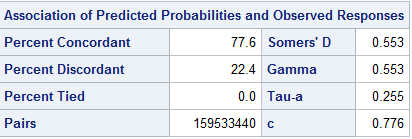 Association of Predicted Probabilities and Observed Responses
Percent Concordant 77.6 Somers' D 0.553
Percent Discordant 22.4 Gamma 0.553
Percent Tied 0.0 Tau-a 0.255
Pairs 159533440 c 0.776